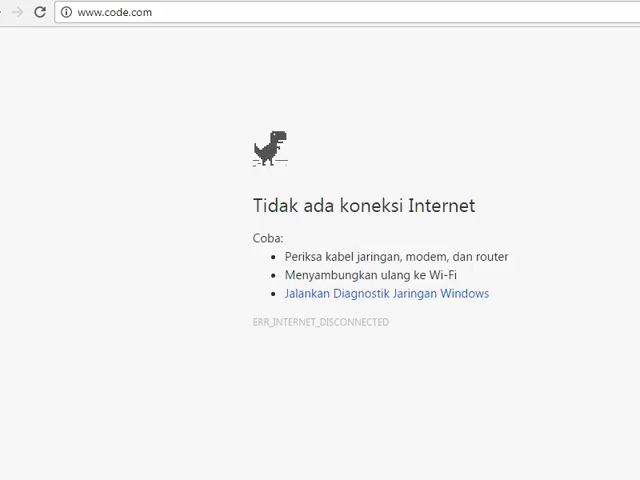 www.code.com
Tidak ada koneksi Internet
Coba:
Periksa kabel jaringan, modem, dan router
Menyambungkan ulang ke Wi-Fi
Jalankan Diagnostik Jaringan Windows
ERR_INTERNET_DISCONNECTED